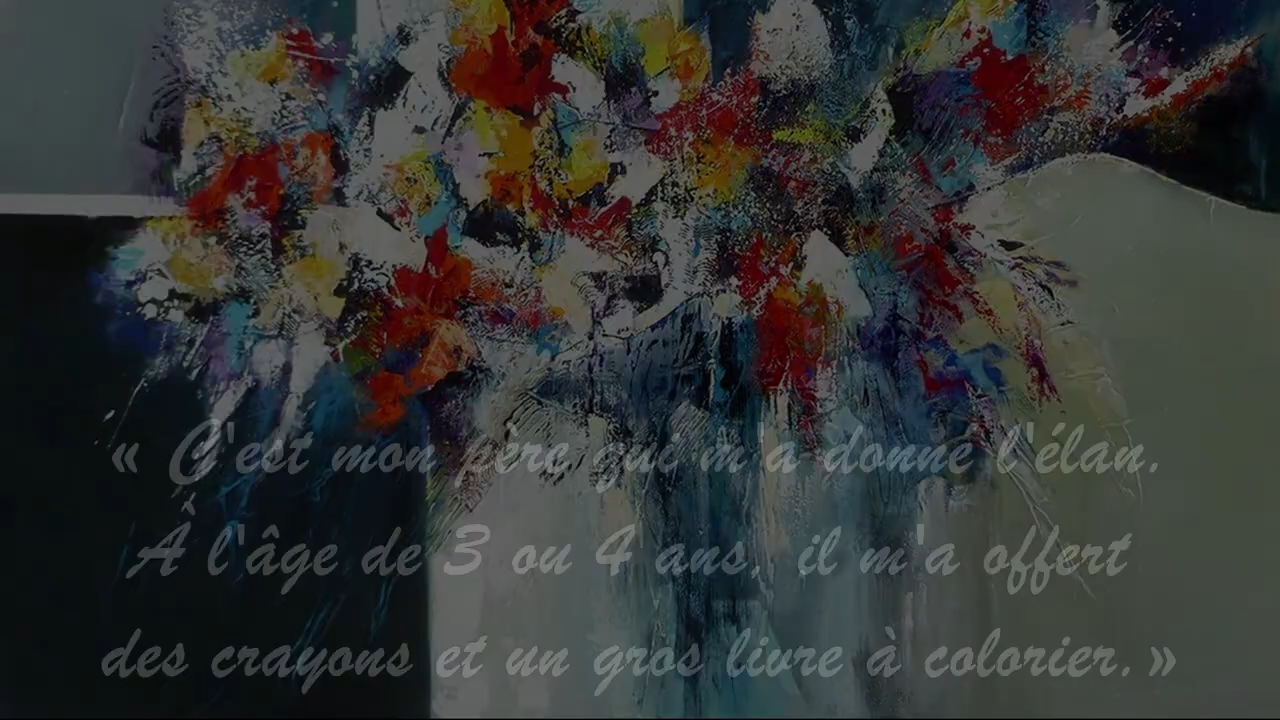 « C'est mon père qui m'a donné l'élan.
À l'âge de 3 ou 4 ans, il m'a offert
des crayons et un gros livre à colorier. »